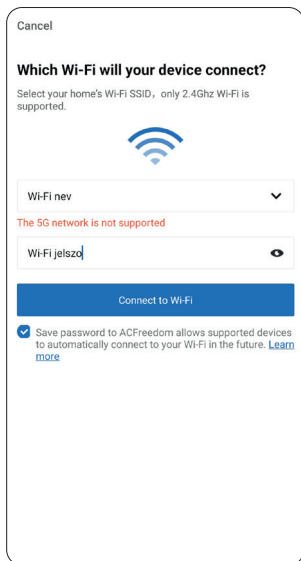 Cancel
Which Wi-Fi will your device connect?
Select your home's Wi-Fi SSID, only 2.4Ghz Wi-Fi is
supported.
Wi-Fi nev
The 5G network is not supported
Wi-Fi jelszo
Connect to Wi-Fi
Save password to ACFreedom allows supported devices
to automatically connect to your Wi-Fi in the future. Learn
more